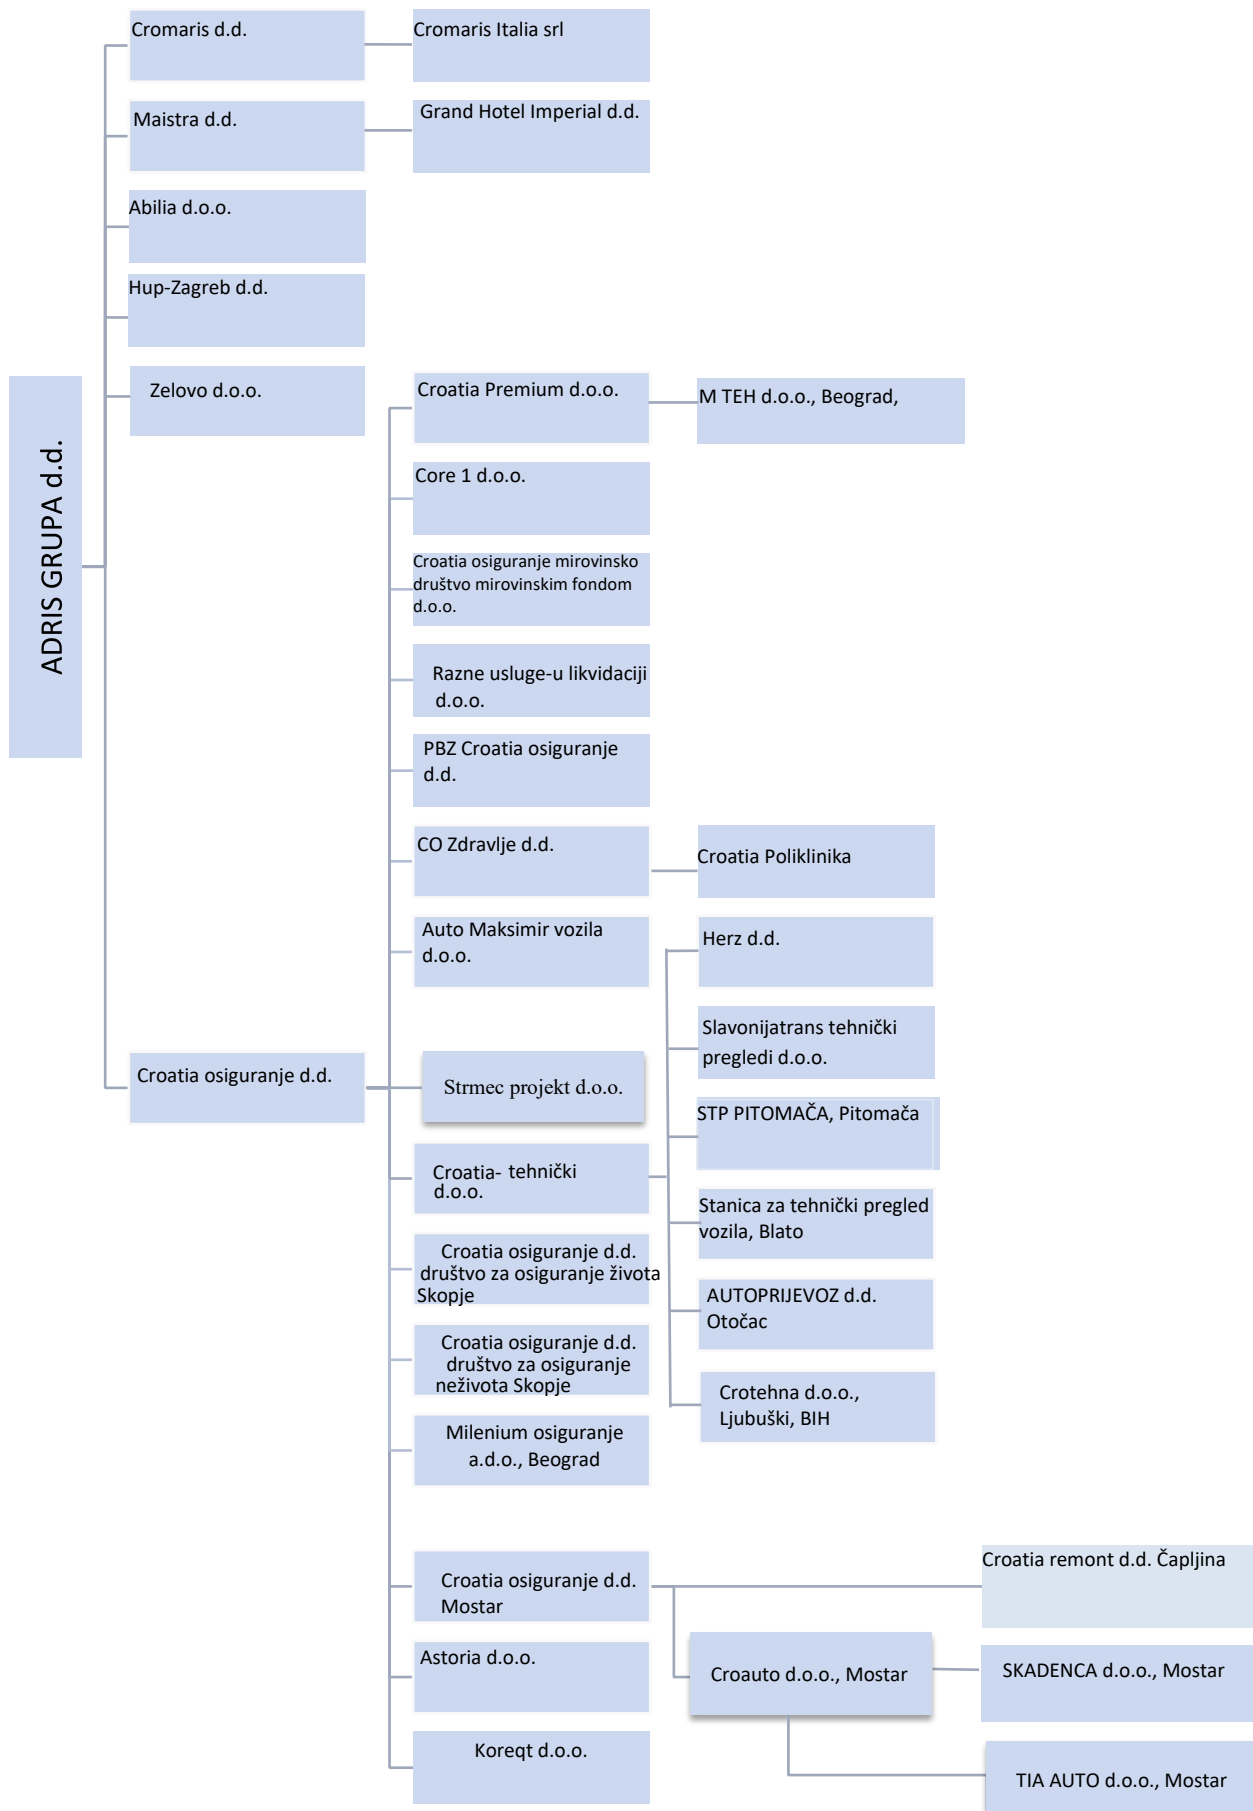 ADRIS GRUPA d.d.
Cromaris d.d.
Cromaris Italia srl
Maistra d.d.
Grand Hotel Imperial d.d.
Abilia d.o.o.
Hup-Zagreb d.d.
Zelovo d.o.o.
Croatia osiguranje d.d.
Croatia Premium d.o.o.
M TEH d.o.o., Beograd,
Core 1 d.o.o.
Croatia osiguranje mirovinsko
društvo mirovinskim fondom
d.o.o.
Razne usluge-u likvidaciji
d.o.o.
PBZ Croatia osiguranje
d.d.
CO Zdravlje d.d.
Croatia Poliklinika
Auto Maksimir vozila
d.o.o.
Strmec projekt d.o.o.
Croatia- tehnički
d.o.o.
Herz d.d.
Slavonijatrans tehnički
pregledi d.o.o.
STP PITOMAČA, Pitomača
Stanica za tehnički pregled
vozila, Blato
AUTOPRIJEVOZ d.d.
Otočac
Crotehna d.o.o.,
Ljubuški, BIH
Croatia osiguranje d.d.
društvo za osiguranje života
Skopje
Croatia osiguranje d.d.
društvo za osiguranje
neživota Skopje
Milenium osiguranje
a.d.o., Beograd
Croatia osiguranje d.d.
Mostar
Croatia remont d.d. Čapljina
Croauto d.o.o., Mostar
SKADENCA d.o.o., Mostar
TIA AUTO d.o.o., Mostar
Astoria d.o.o.
Koreqt d.o.o.